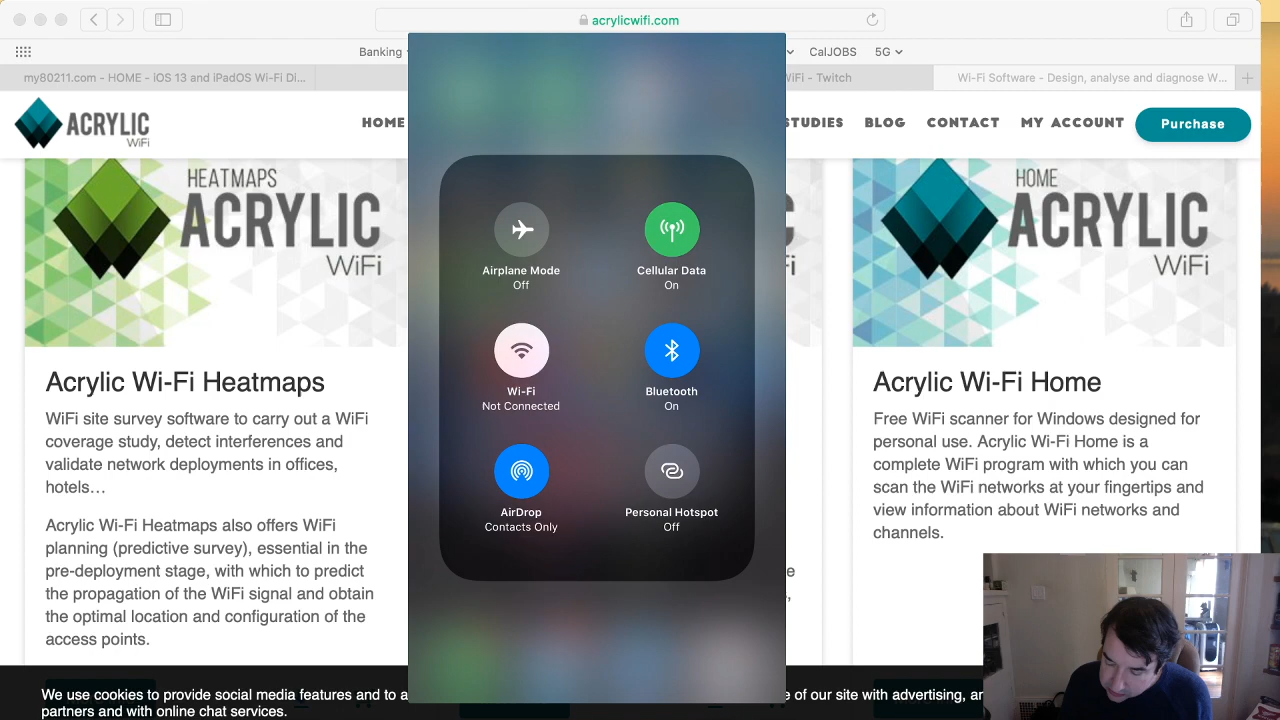 acrylicwifi.com
Banking
CalJOBS
5G
my80211.com - HOME - iOS 13 and iPadOS Wi-Fi Di...
WiFi - Twitch
Wi-Fi Software - Design, analyse and diagnose W...
ACRYLIC
WiFi
HOME
STUDIES
BLOG
CONTACT
MY ACCOUNT
Purchase
HEATMAPS
ACRYLIC
WiFi
HOME
ACRYLIC
WiFi
Airplane Mode
Off
Cellular Data
On
Wi-Fi
Not Connected
Bluetooth
On
AirDrop
Contacts Only
Personal Hotspot
Off
Acrylic Wi-Fi Heatmaps
WiFi site survey software to carry out a WiFi
coverage study, detect interferences and
validate network deployments in offices,
hotels…
Acrylic Wi-Fi Heatmaps also offers WiFi
planning (predictive survey), essential in the
pre-deployment stage, with which to predict
the propagation of the WiFi signal and obtain
the optimal location and configuration of the
access points.
Acrylic Wi-Fi Home
Free WiFi scanner for Windows designed for
personal use. Acrylic Wi-Fi Home is a
complete WiFi program with which you can
scan the WiFi networks at your fingertips and
view information about WiFi networks and
channels.
We use cookies to provide social media features and to a
e of our site with advertising, an
partners and with online chat services.